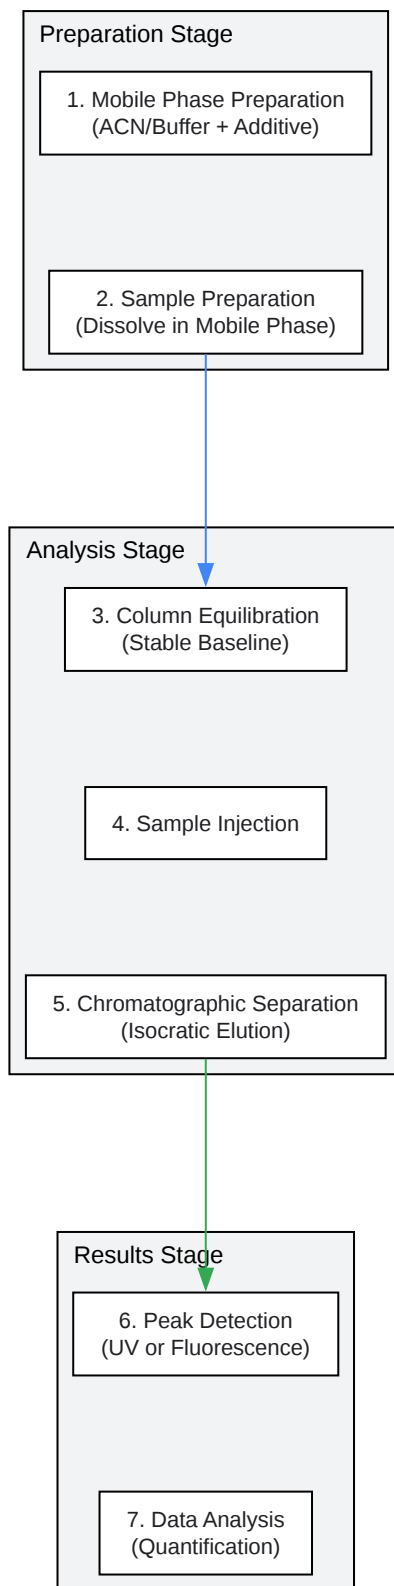 Preparation Stage
1. Mobile Phase Preparation
(ACN/Buffer + Additive)
2. Sample Preparation
(Dissolve in Mobile Phase)
Analysis Stage
3. Column Equilibration
(Stable Baseline)
4. Sample Injection
5. Chromatographic Separation
(Isocratic Elution)
Results Stage
6. Peak Detection
(UV or Fluorescence)
7. Data Analysis
(Quantification)